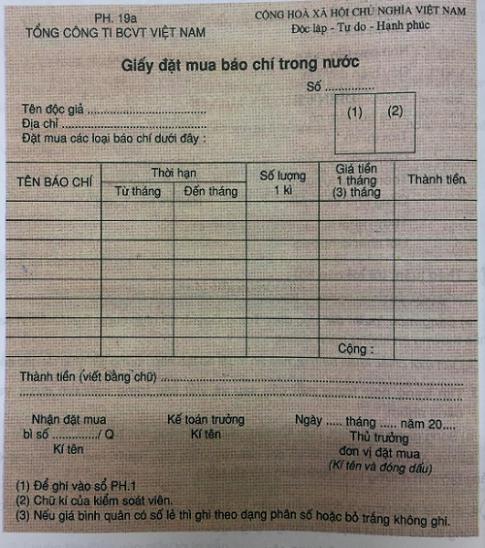 PH. 19a
TỔNG CÔNG TI BCVT VIỆT NAM
CỘNG HOÀ XÃ HỘI CHỦ NGHĨA VIỆT NAM
Độc lập - Tự do - Hạnh phúc
Giấy đặt mua báo chí trong nước
Số ..............
(1) (2)
Tên độc giả ..............................
Địa chỉ ......................................
Đặt mua các loại báo chí dưới đây :
TÊN BÁO CHÍ
Thời hạn
Từ tháng
Đến tháng
Số lượng
1 kì
Giá tiền
1 tháng
(3) tháng
Thành tiền
Cộng :
Thành tiền (viết bằng chữ) ..............................................................................
....................................................................................................................
Nhận đặt mua
bì số ............/ Q
Kí tên
Kế toán trưởng
Kí tên
Ngày ..... tháng ..... năm 20....
Thủ trưởng
đơn vị đặt mua
(Kí tên và đóng dấu)
(1) Để ghi vào sổ PH.1
(2) Chữ kí của kiểm soát viên.
(3) Nếu giá bình quân có số lẻ thì ghi theo dạng phân số hoặc bỏ trắng không ghi.